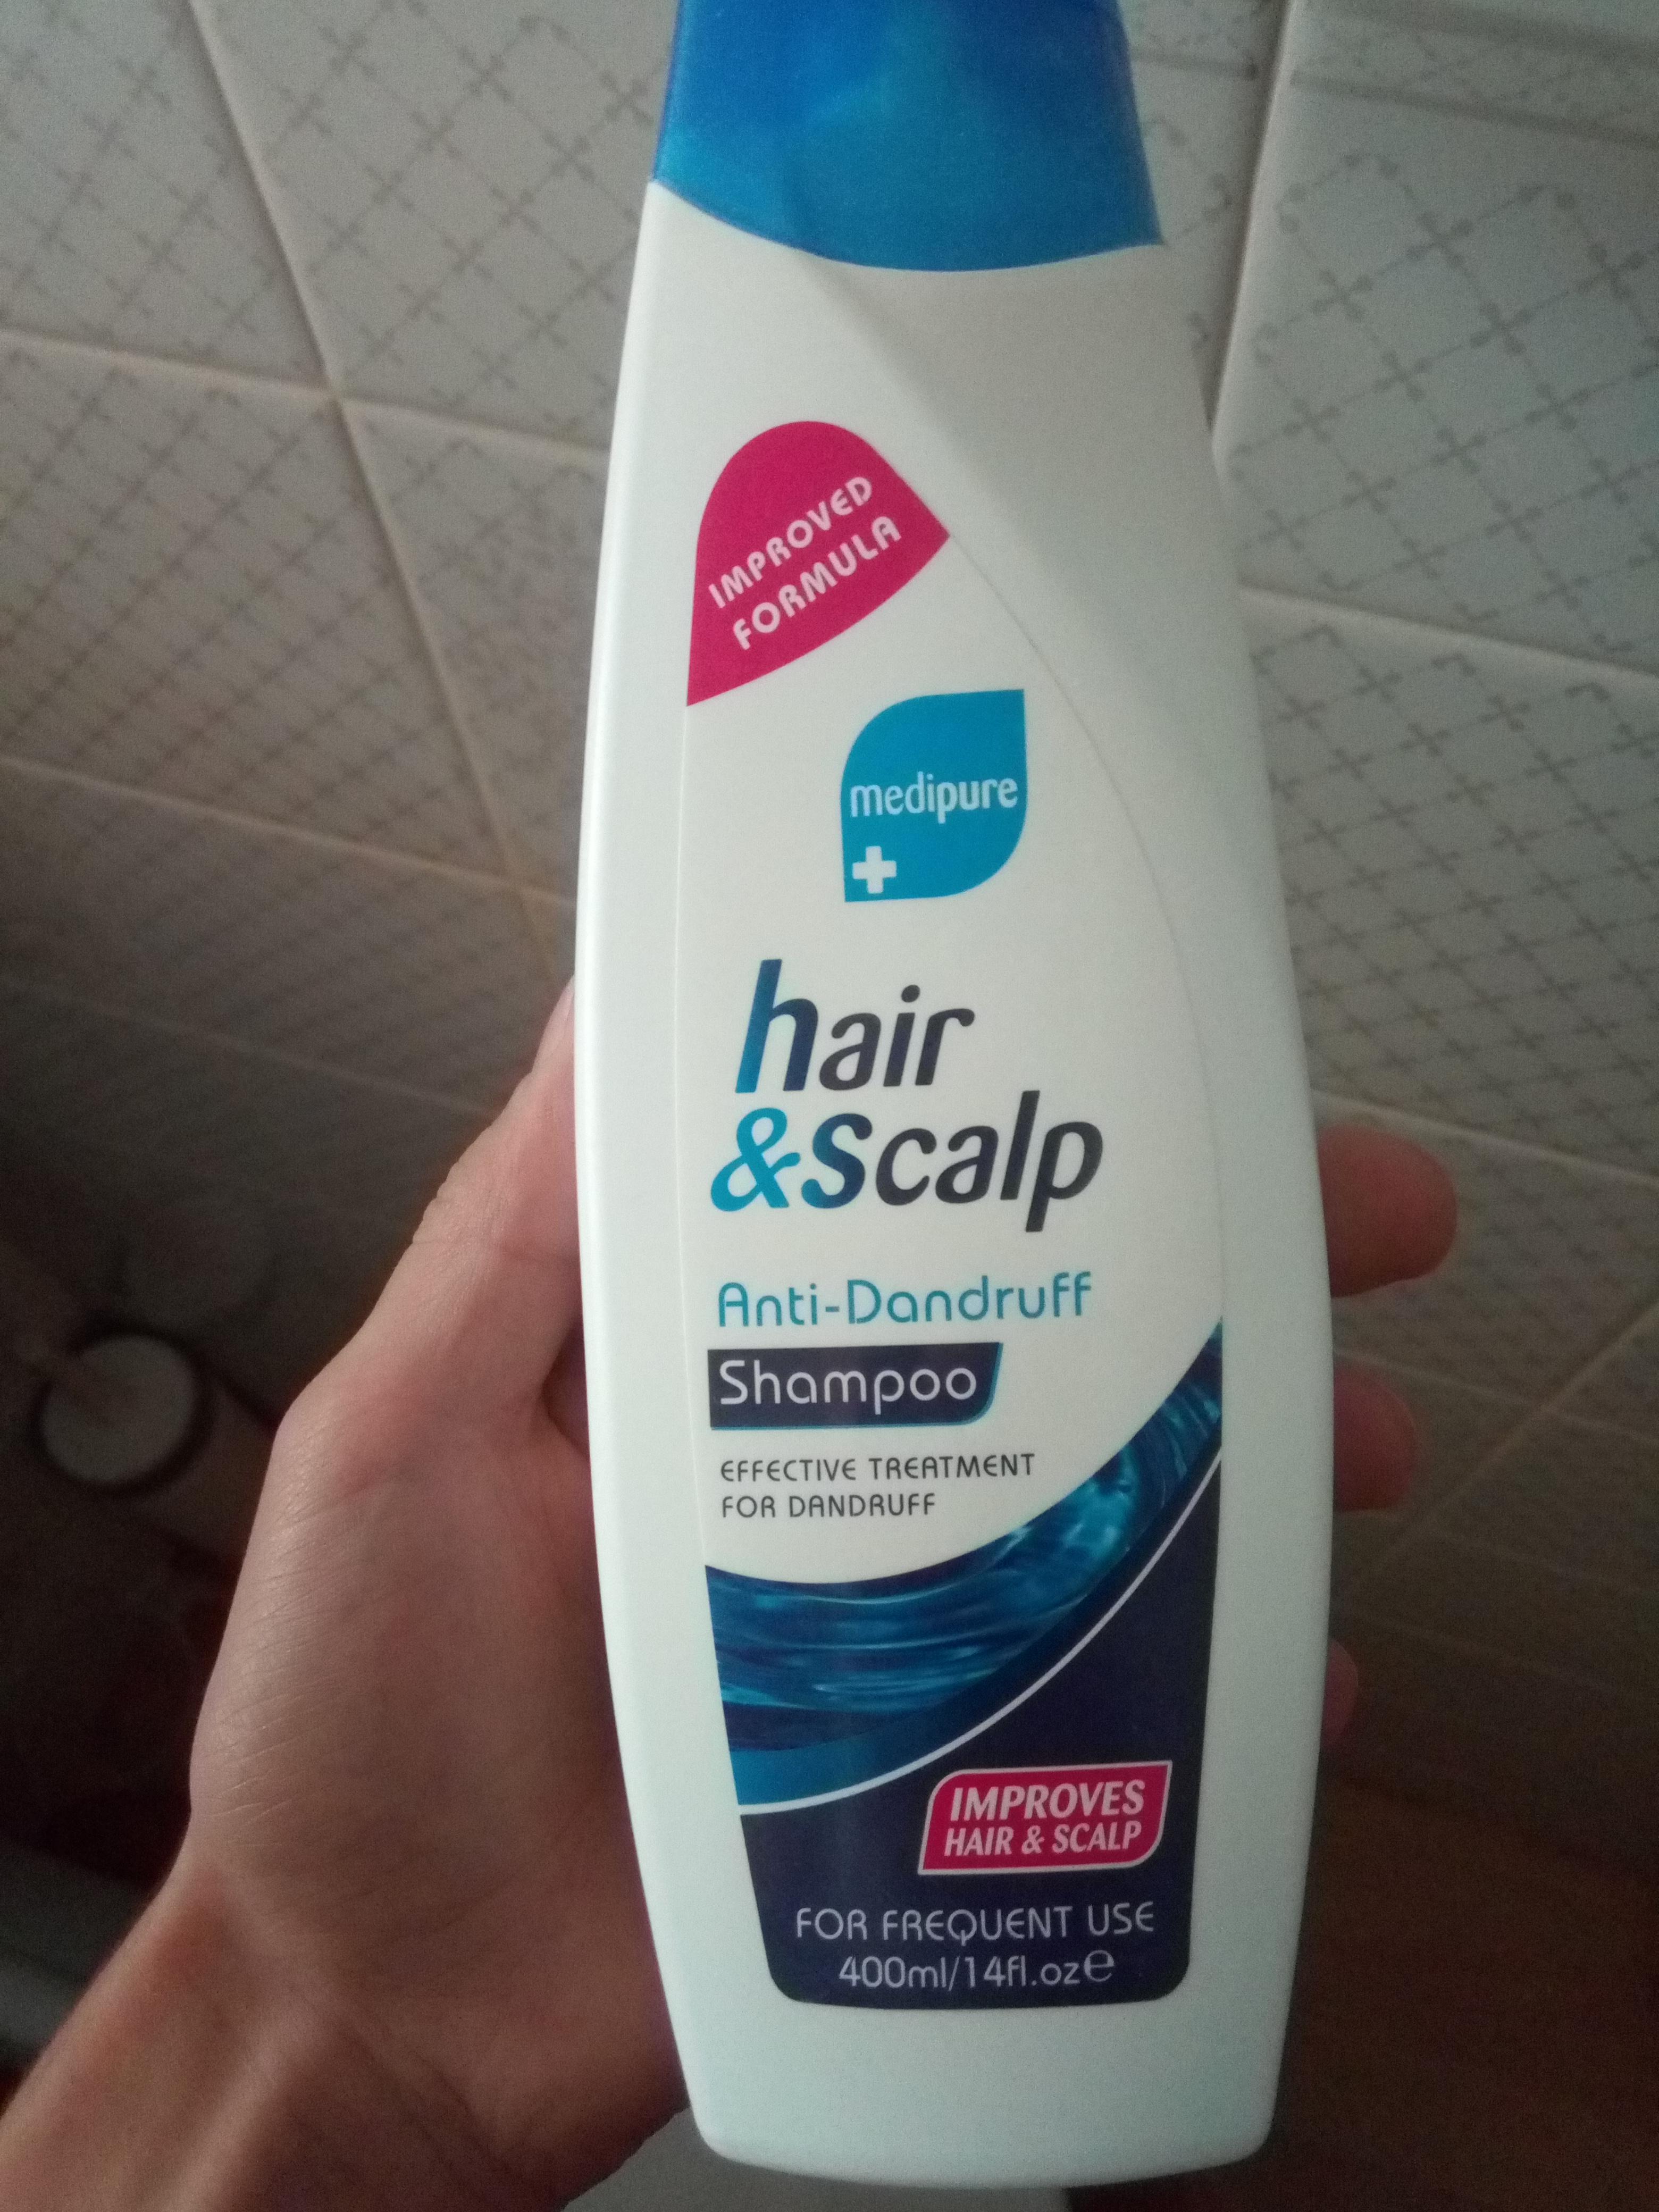 IMPROVED
FORMULA
medipure
hair
&scalp
Anti-Dandruff
Shampoo
EFFECTIVE TREATMENT
FOR DANDRUFF
IMPROVES
HAIR & SCALP
FOR FREQUENT USE
400ml/14fl.oz℮